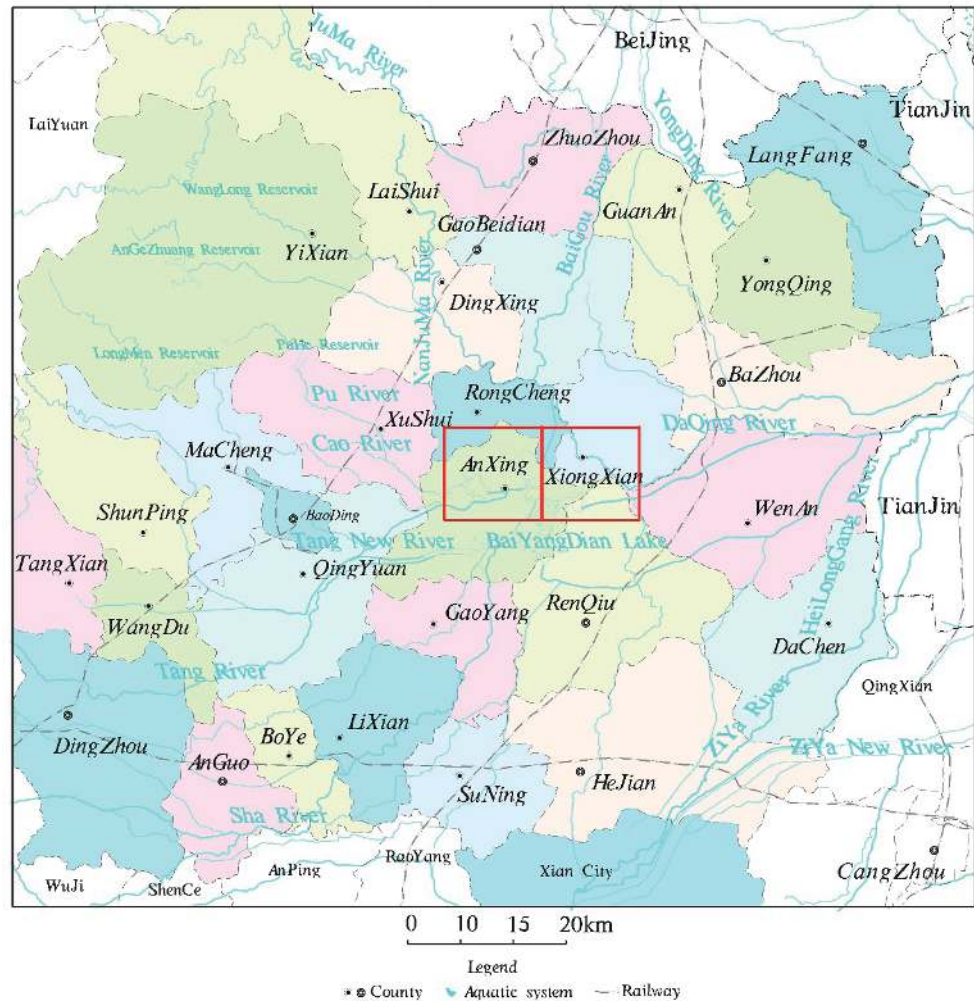 JuMa River
BeiJing
LaiYuan
TianJin
YongDing River
ZhuoZhou
LangFang
WangLong Reservoir
LaiShui
BaiGou River
GuanAn
GaoBeidian
AnGeZhuang Reservoir
YiXian
YongQing
NanJuMa River
DingXing
LongMen Reservoir
PaHe Reservoir
BaZhou
Pu River
RongCheng
XuShui
DaQing River
Cao River
MaCheng
AnXing
XiongXian
ShunPing
BaoDing
WenAn
TianJin
Tang New River
BaiYangDian Lake
HeiLongGang River
TangXian
QingYuan
RenQiu
GaoYang
WangDu
DaChen
Tang River
QingXian
ZiYa River
DingZhou
BoYe
LiXian
ZiYa New River
AnGuo
SuNing
HeJian
Sha River
RaoYang
WuJi
ShenCe
AnPing
Xian City
CangZhou
0 10 15 20km
Legend
County Aquatic system Railway